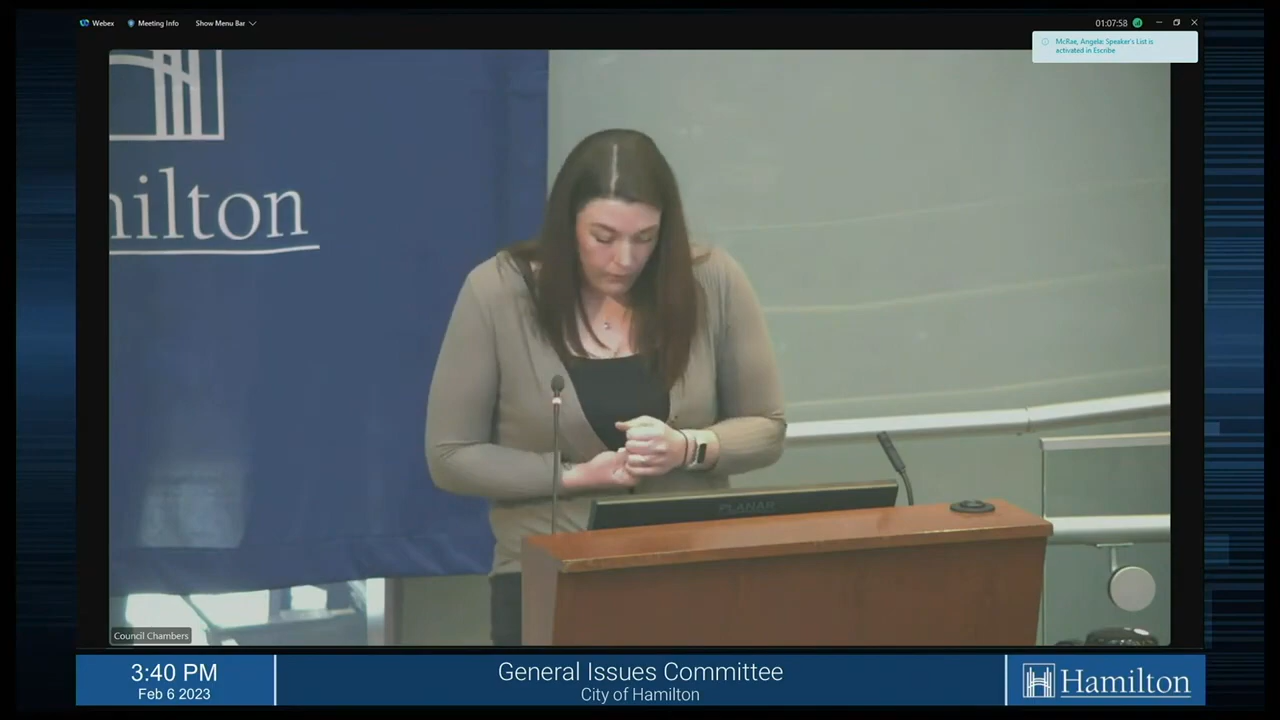 Webex
Meeting Info
Show Menu Bar
01:07:58
McRae, Angela: Speaker's List is
activated in Escribe
milton
PLANAR
Council Chambers
3:40 PM
Feb 6 2023
General Issues Committee
City of Hamilton
Hamilton